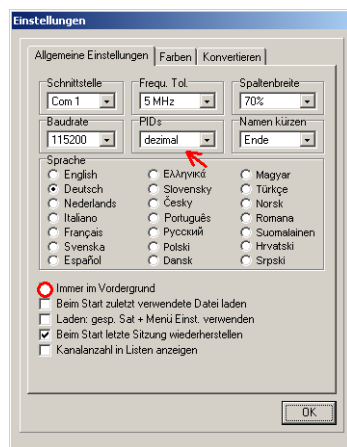 Einstellungen
Allgemeine Einstellungen Farben Konvertieren
Schnittstelle Frequ. Tol. Spaltenbreite
Com 1 5 MHz 70%
Baudrate PIDs Namen kürzen
115200 dezimal Ende
Sprache
English Ελληνικά Magyar
Deutsch Slovensky Türkçe
Nederlands Česky Norsk
Italiano Português Romana
Français Русский Suomalainen
Svenska Polski Hrvatski
Español Dansk Srpski
Immer im Vordergrund
Beim Start zuletzt verwendete Datei laden
Laden: gesp. Sat + Menü Einst. verwenden
Beim Start letzte Sitzung wiederherstellen
Kanalanzahl in Listen anzeigen
OK